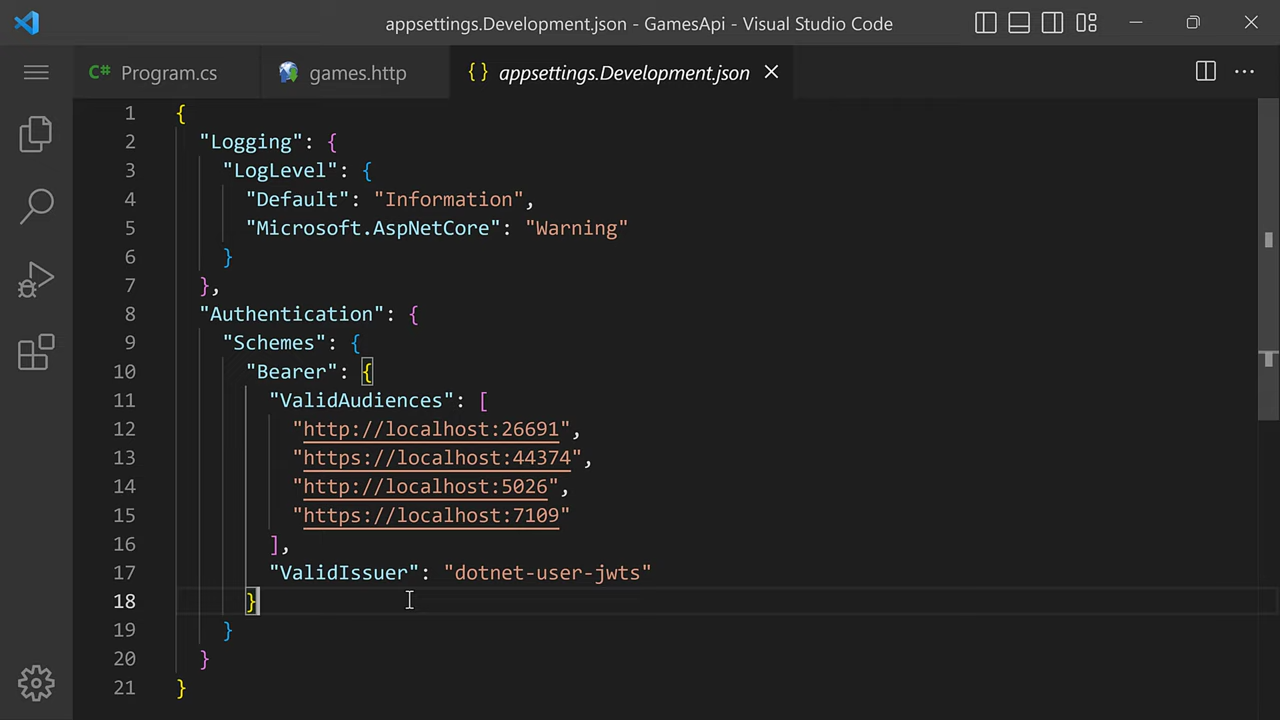 appsettings.Development.json - GamesApi - Visual Studio Code
C# Program.cs
games.http
{ } appsettings.Development.json
1 {
2 "Logging": {
3 "LogLevel": {
4 "Default": "Information",
5 "Microsoft.AspNetCore": "Warning"
6 }
7 },
8 "Authentication": {
9 "Schemes": {
10 "Bearer": {
11 "ValidAudiences": [
12 "http://localhost:26691",
13 "https://localhost:44374",
14 "http://localhost:5026",
15 "https://localhost:7109"
16 ],
17 "ValidIssuer": "dotnet-user-jwts"
18 }
19 }
20 }
21 }